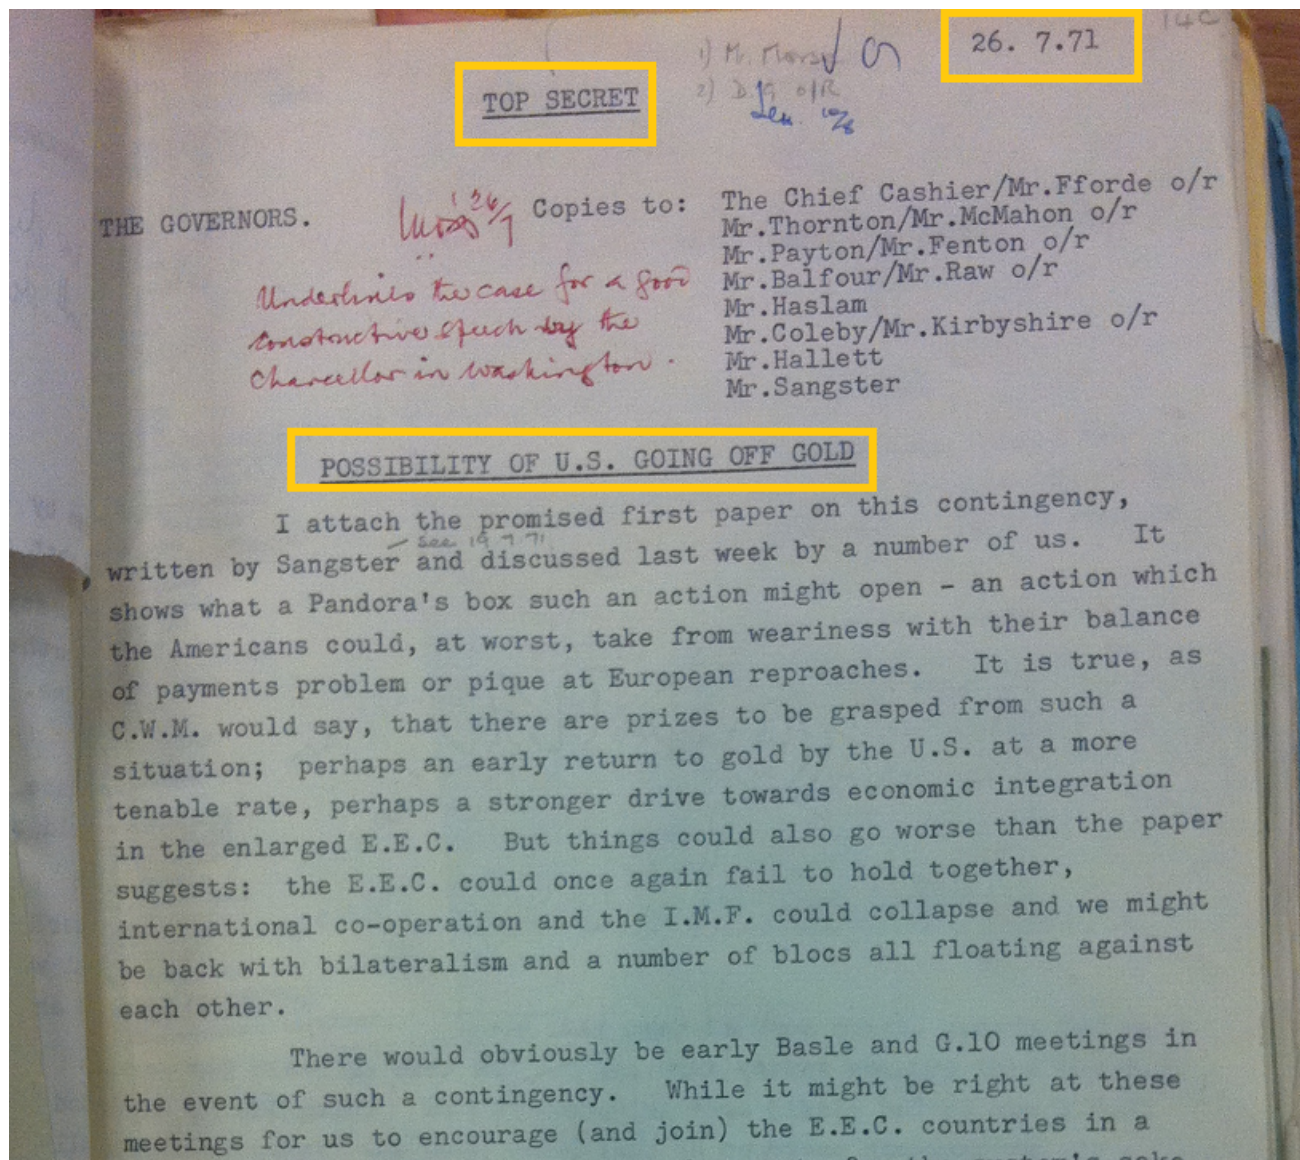 14C
26. 7.71
1) Mr. Morse
2) D.G. o/R
TOP SECRET
THE GOVERNORS.
26/7
Copies to:
The Chief Cashier/Mr.Fforde o/r
Mr.Thornton/Mr.McMahon o/r
Mr.Payton/Mr.Fenton o/r
Mr.Balfour/Mr.Raw o/r
Mr.Haslam
Mr.Coleby/Mr.Kirbyshire o/r
Mr.Hallett
Mr.Sangster
Underlines the case for a good
constructive speech by the
Chancellor in Washington.
POSSIBILITY OF U.S. GOING OFF GOLD
I attach the promised first paper on this contingency,
see 19 7 71
written by Sangster and discussed last week by a number of us. It
shows what a Pandora's box such an action might open - an action which
the Americans could, at worst, take from weariness with their balance
of payments problem or pique at European reproaches. It is true, as
C.W.M. would say, that there are prizes to be grasped from such a
situation; perhaps an early return to gold by the U.S. at a more
tenable rate, perhaps a stronger drive towards economic integration
in the enlarged E.E.C. But things could also go worse than the paper
suggests: the E.E.C. could once again fail to hold together,
international co-operation and the I.M.F. could collapse and we might
be back with bilateralism and a number of blocs all floating against
each other.
There would obviously be early Basle and G.10 meetings in
the event of such a contingency. While it might be right at these
meetings for us to encourage (and join) the E.E.C. countries in a